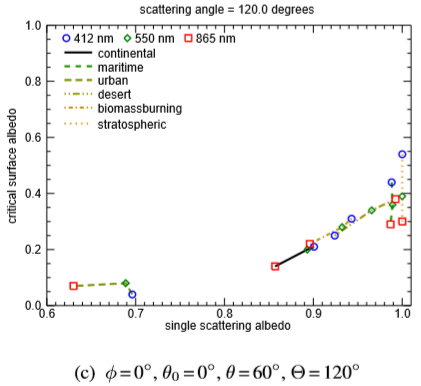 scattering angle = 120.0 degrees
1.0
412 nm 550 nm 865 nm
continental
maritime
urban
desert
biomassburning
stratospheric
0.8
0.6
0.4
0.2
0.0
critical surface albedo
0.6 0.7 0.8 0.9 1.0
single scattering albedo
(c) ϕ=0°, θ₀=0°, θ=60°, Θ=120°